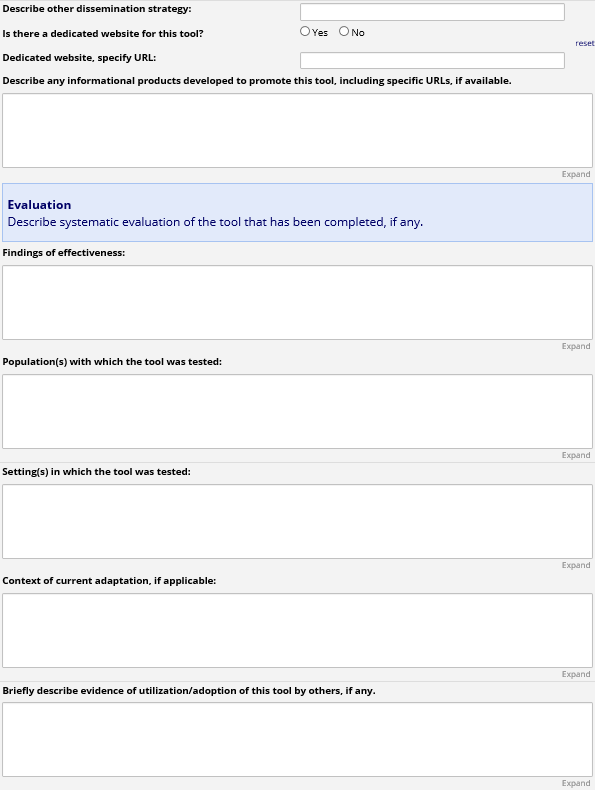 Describe other dissemination strategy:
Is there a dedicated website for this tool?
Yes No
reset
Dedicated website, specify URL:
Describe any informational products developed to promote this tool, including specific URLs, if available.
Expand
Evaluation
Describe systematic evaluation of the tool that has been completed, if any.
Findings of effectiveness:
Expand
Population(s) with which the tool was tested:
Expand
Setting(s) in which the tool was tested:
Expand
Context of current adaptation, if applicable:
Expand
Briefly describe evidence of utilization/adoption of this tool by others, if any.
Expand